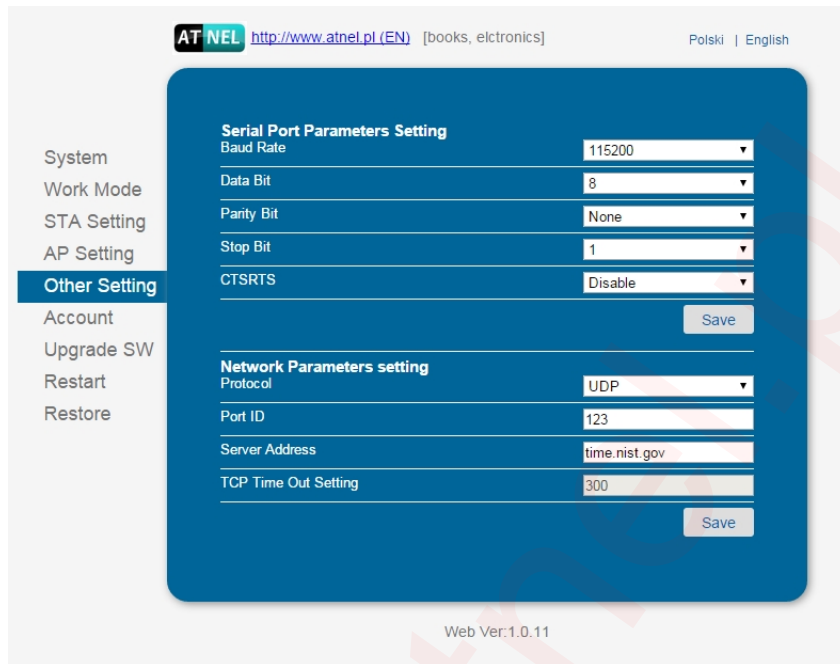 AT NEL http://www.atnel.pl (EN) [books, elctronics] Polski | English
System
Work Mode
STA Setting
AP Setting
Other Setting
Account
Upgrade SW
Restart
Restore
Serial Port Parameters Setting
Baud Rate 115200
Data Bit 8
Parity Bit None
Stop Bit 1
CTSRTS Disable
Save
Network Parameters setting
Protocol UDP
Port ID 123
Server Address time.nist.gov
TCP Time Out Setting 300
Save
Web Ver:1.0.11